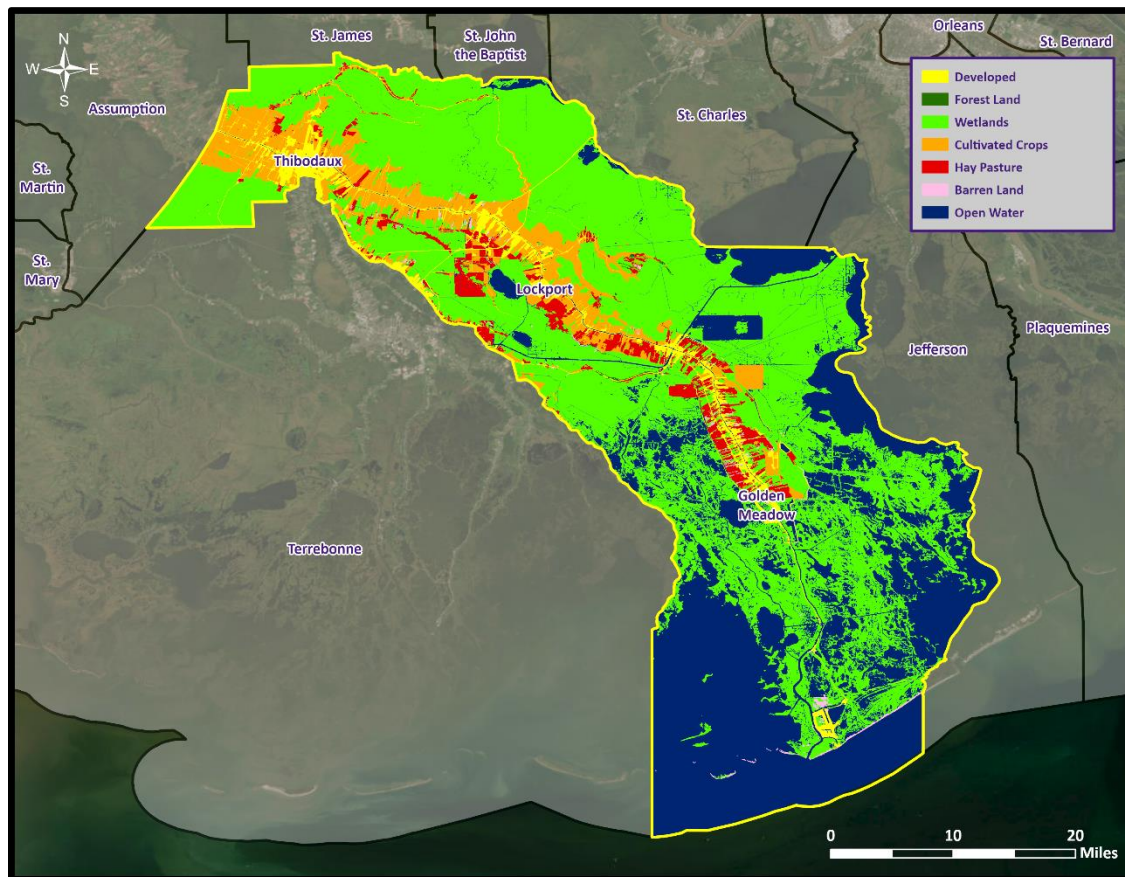 Orleans
St. James
St. John
the Baptist
St. Bernard
N
W E
S
Developed
Forest Land
Wetlands
Cultivated Crops
Hay Pasture
Barren Land
Open Water
Assumption
St. Charles
Thibodaux
St.
Martin
St.
Mary
Lockport
Plaquemines
Jefferson
Golden
Meadow
Terrebonne
0 10 20
Miles